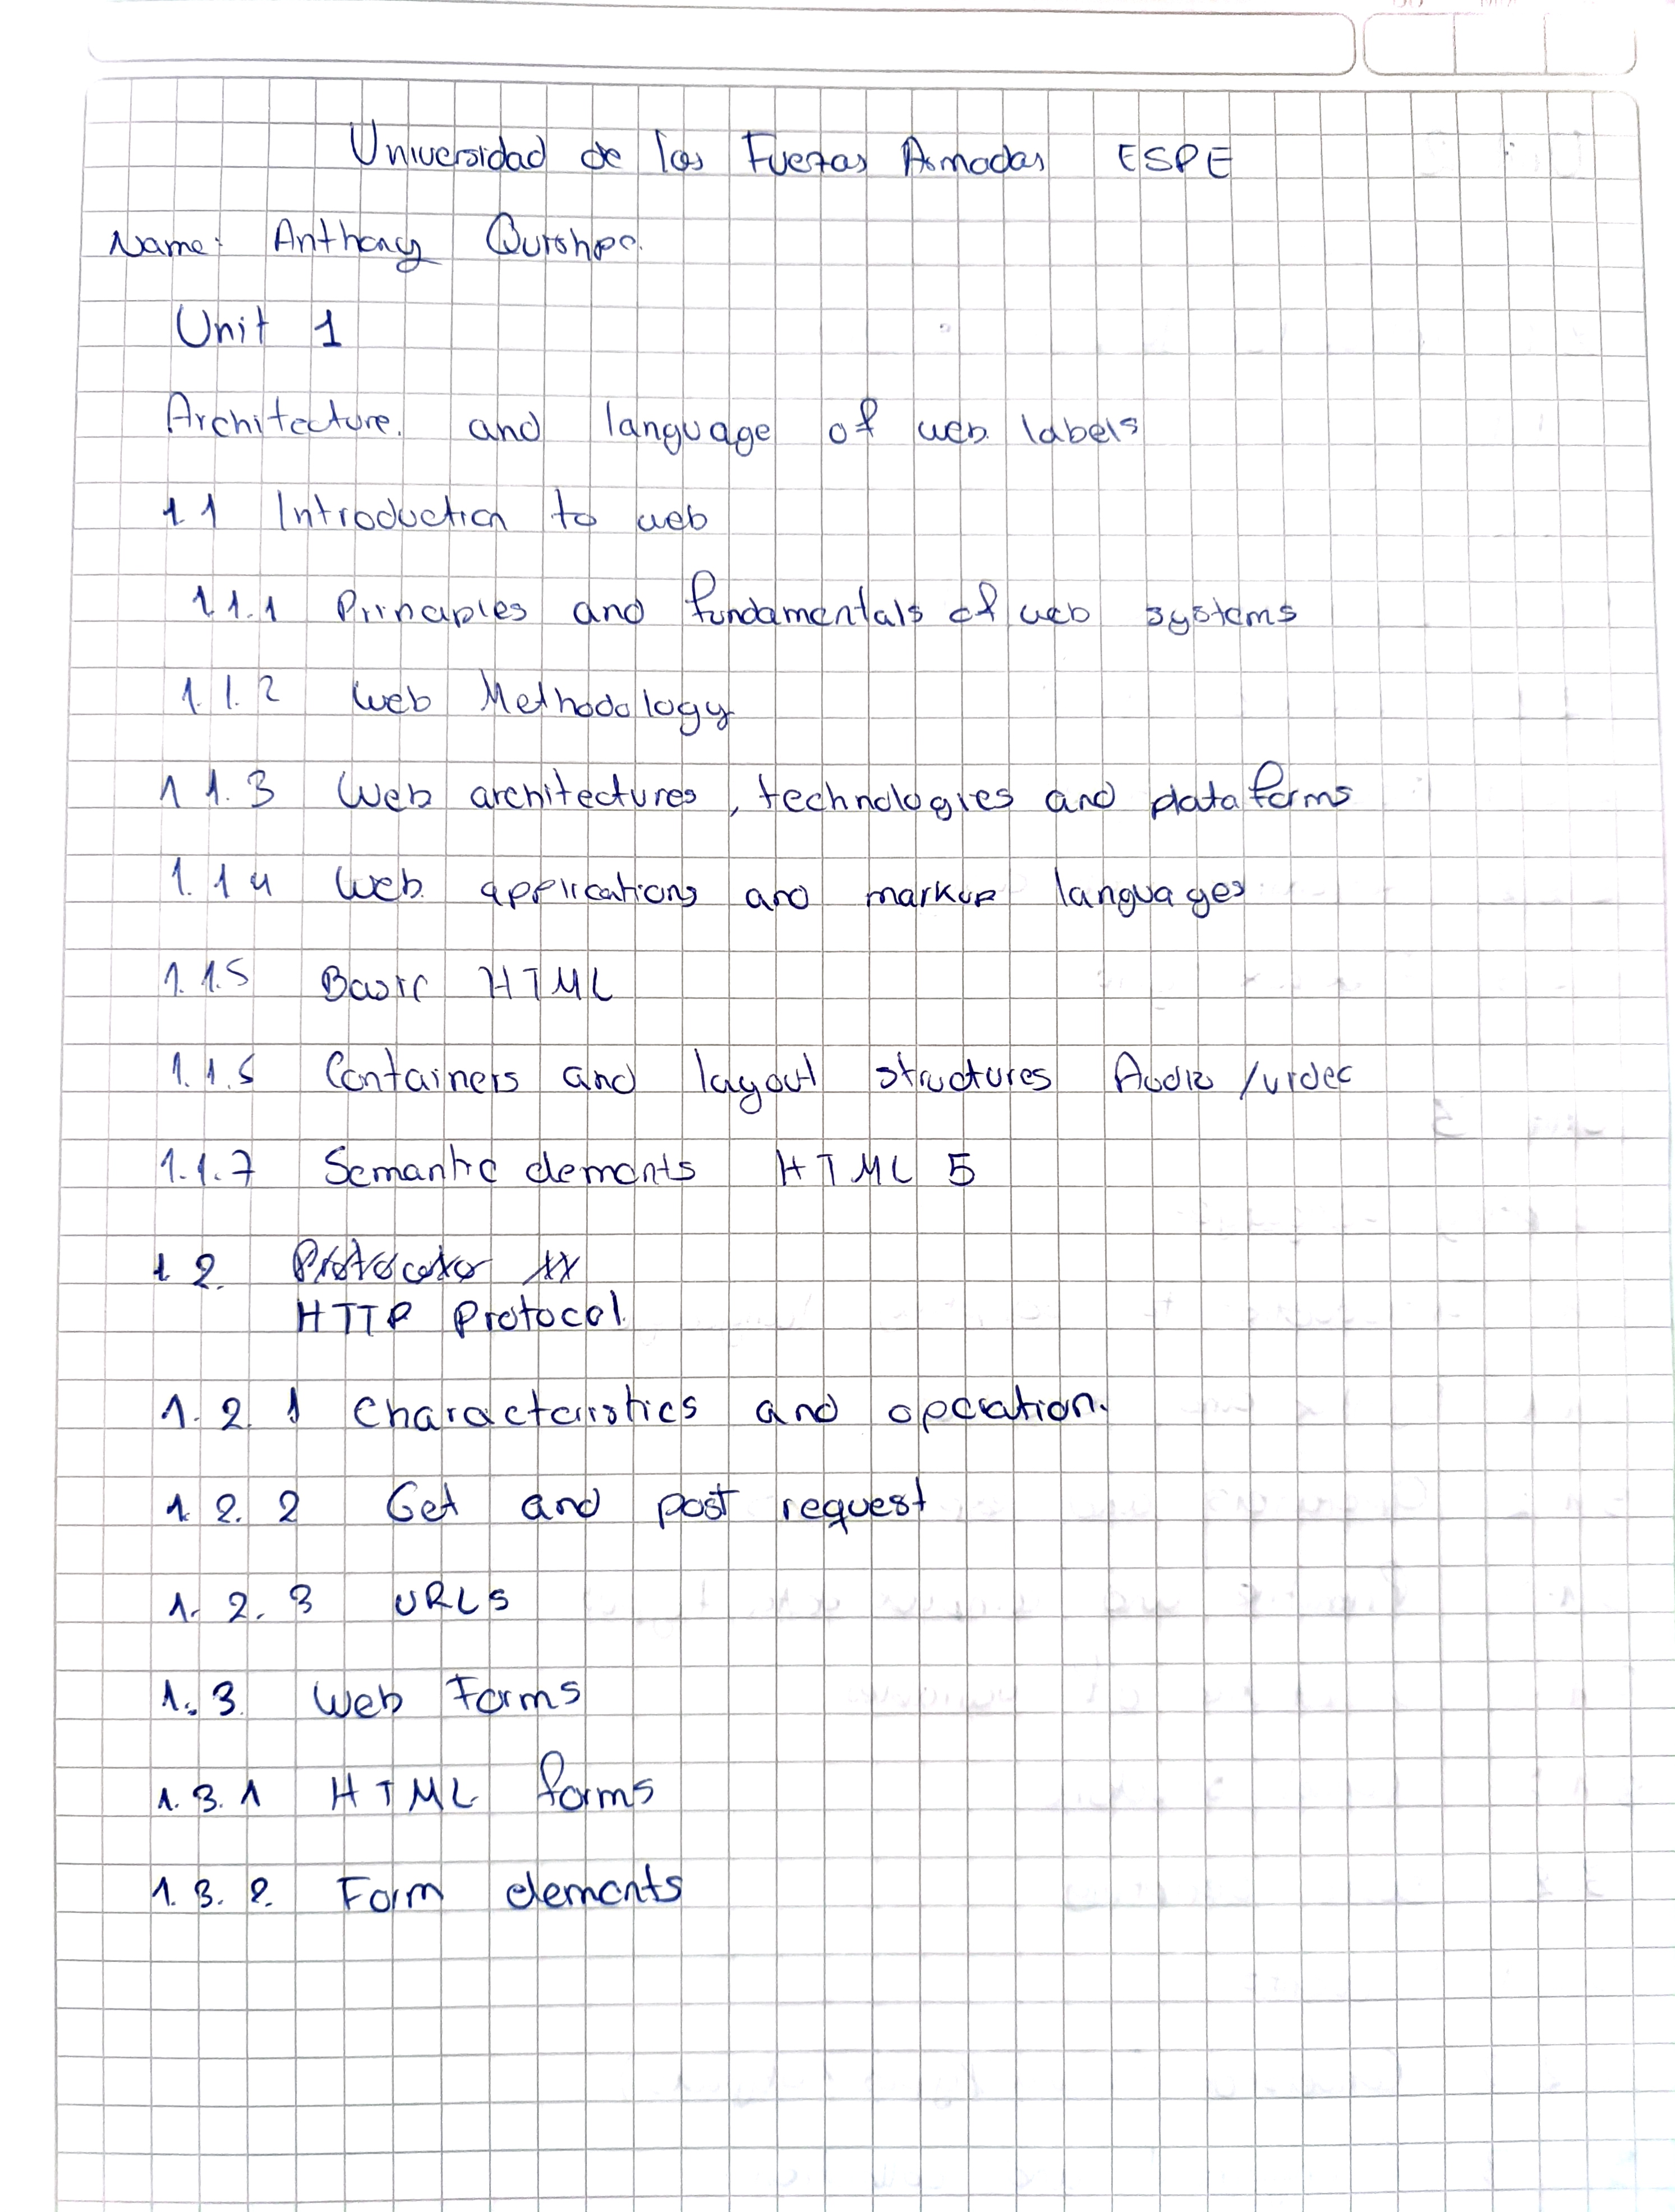 Universidad de las Fuerzas Armadas ESPE
Name: Anthony Quishpe.
Unit 1
Architecture. and language of web labels
1.1 Introduction to web
1.1.1 Principles and fundamentals of web systems
1.1.2 Web Methodology
1.1.3 Web architectures, technologies and dataforms
1.1.4 Web applications and markup languages
1.1.5 Basic HTML
1.1.6 Containers and layout structures Audio /video
1.1.7 Semantic elements HTML 5
1.2.
HTTP Protocol
1.2.1 Characteristics and operation.
1.2.2 Get and post request
1.2.3 URLs
1.3. Web Forms
1.3.1 HTML forms
1.3.2. Form elements